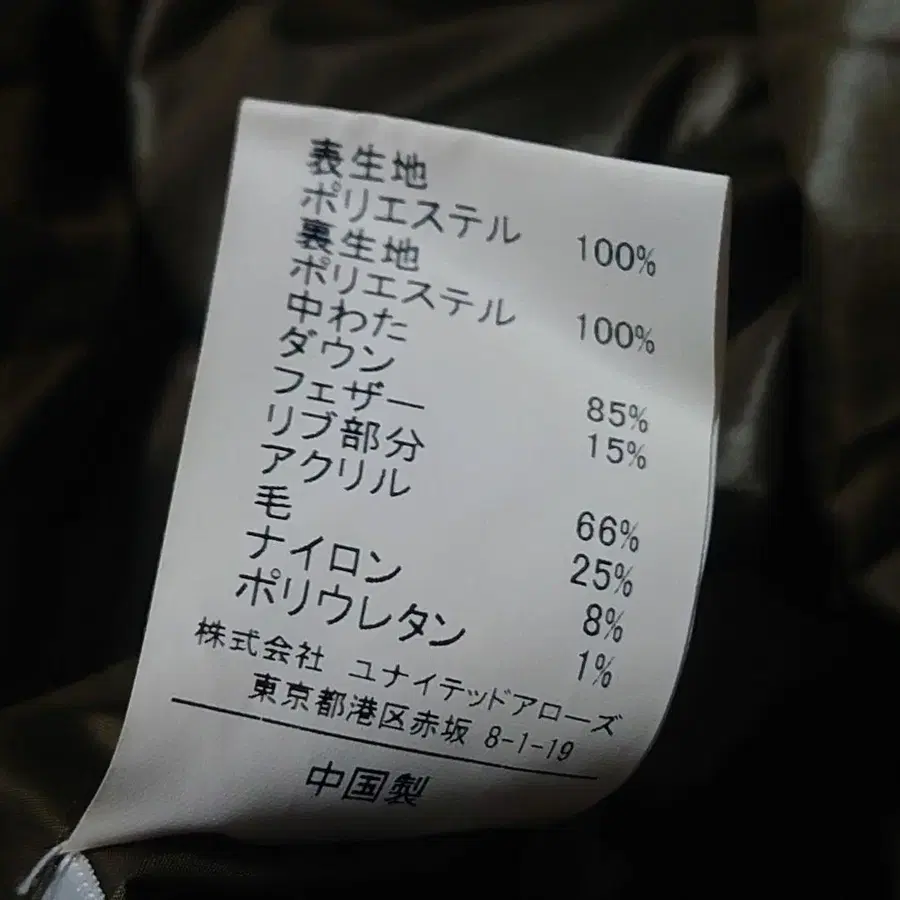 表生地
ポリエステル 100%
裏生地
ポリエステル 100%
中わた
ダウン 85%
フェザー 15%
リブ部分
アクリル 66%
毛 25%
ナイロン 8%
ポリウレタン 1%
株式会社 ユナイテッドアローズ
東京都港区赤坂 8-1-19
中国製